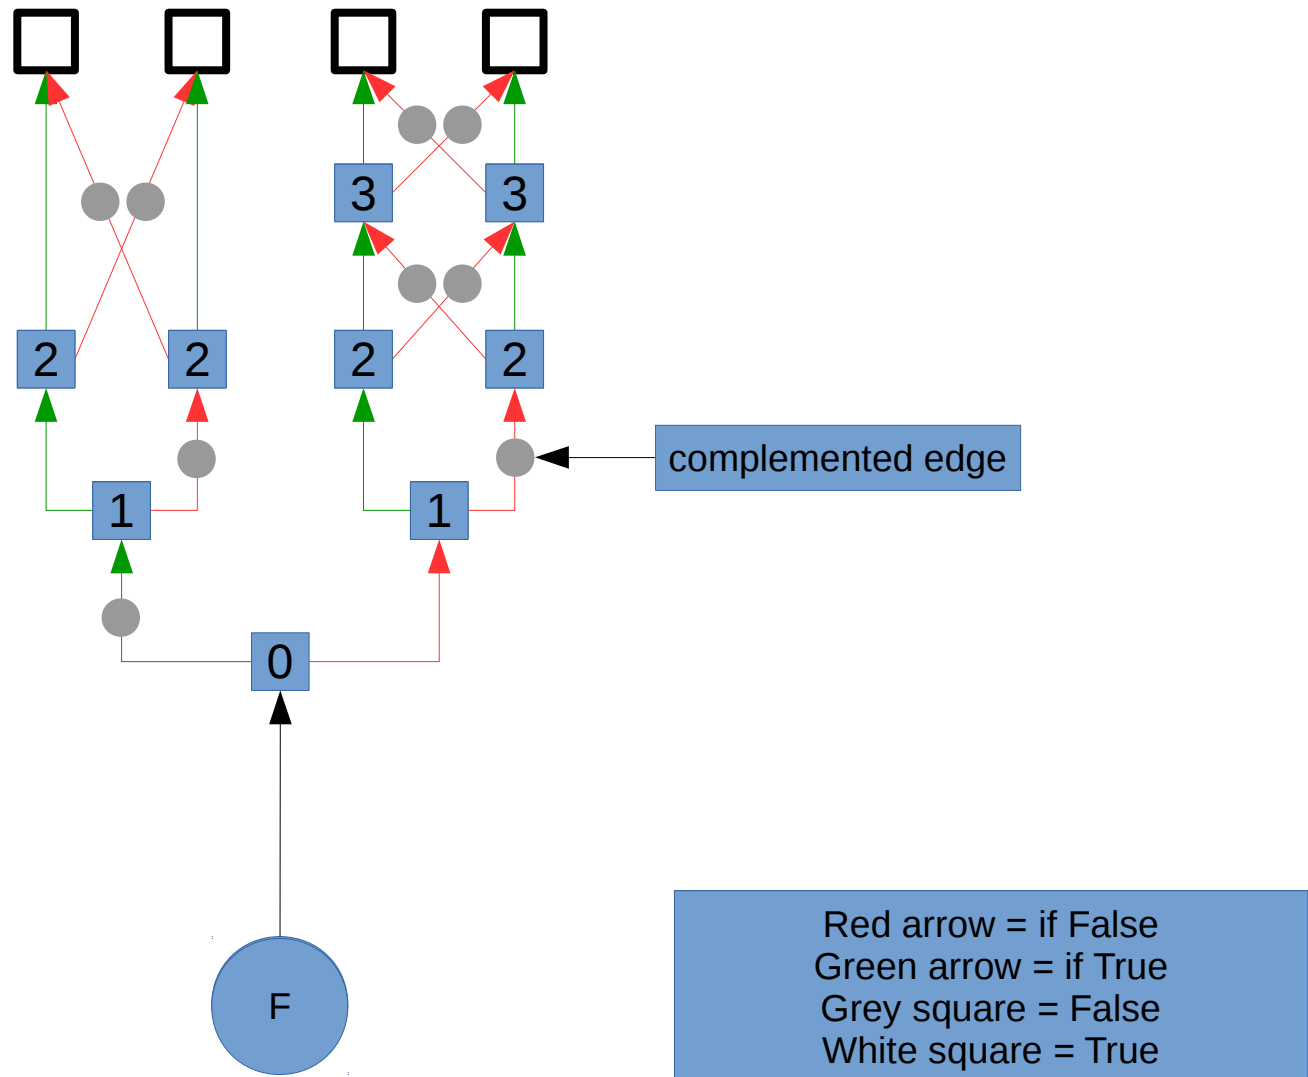 3 3
2 2 2 2
complemented edge
1 1
0
F
Red arrow = if False
Green arrow = if True
Grey square = False
White square = True